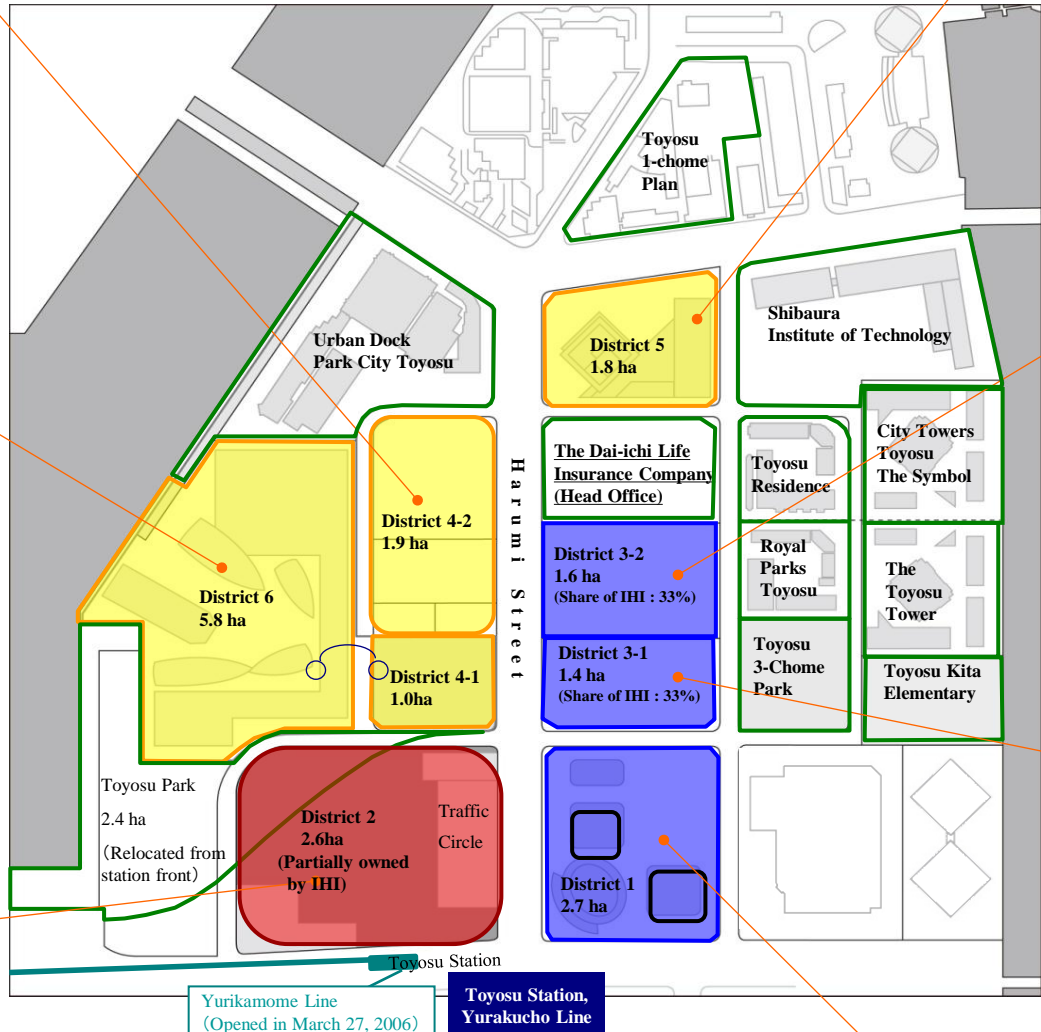 Toyosu
1-chome
Plan
Shibaura
Institute of Technology
Urban Dock
Park City Toyosu
District 5
1.8 ha
The Dai-ichi Life
Insurance Company
(Head Office)
Toyosu
Residence
City Towers
Toyosu
The Symbol
Harumi Street
District 4-2
1.9 ha
District 3-2
1.6 ha
(Share of IHI : 33%)
Royal
Parks
Toyosu
The
Toyosu
Tower
District 6
5.8 ha
District 4-1
1.0ha
District 3-1
1.4 ha
(Share of IHI : 33%)
Toyosu
3-Chome
Park
Toyosu Kita
Elementary
Toyosu Park
2.4 ha
（Relocated from
station front）
District 2
2.6ha
(Partially owned
by IHI)
Traffic
Circle
District 1
2.7 ha
Toyosu Station
Yurikamome Line
（Opened in March 27, 2006）
Toyosu Station,
Yurakucho Line